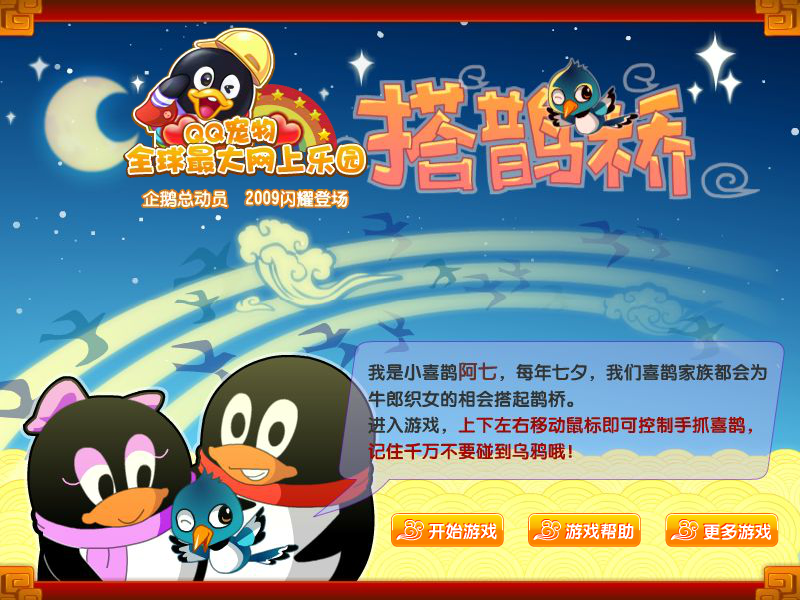 QQ宠物
全球最大网上乐园
企鹅总动员 2009闪耀登场
搭鹊桥
我是小喜鹊阿七，每年七夕，我们喜鹊家族都会为
牛郎织女的相会搭起鹊桥。
进入游戏，上下左右移动鼠标即可控制手抓喜鹊，
记住千万不要碰到乌鸦哦！
开始游戏
游戏帮助
更多游戏